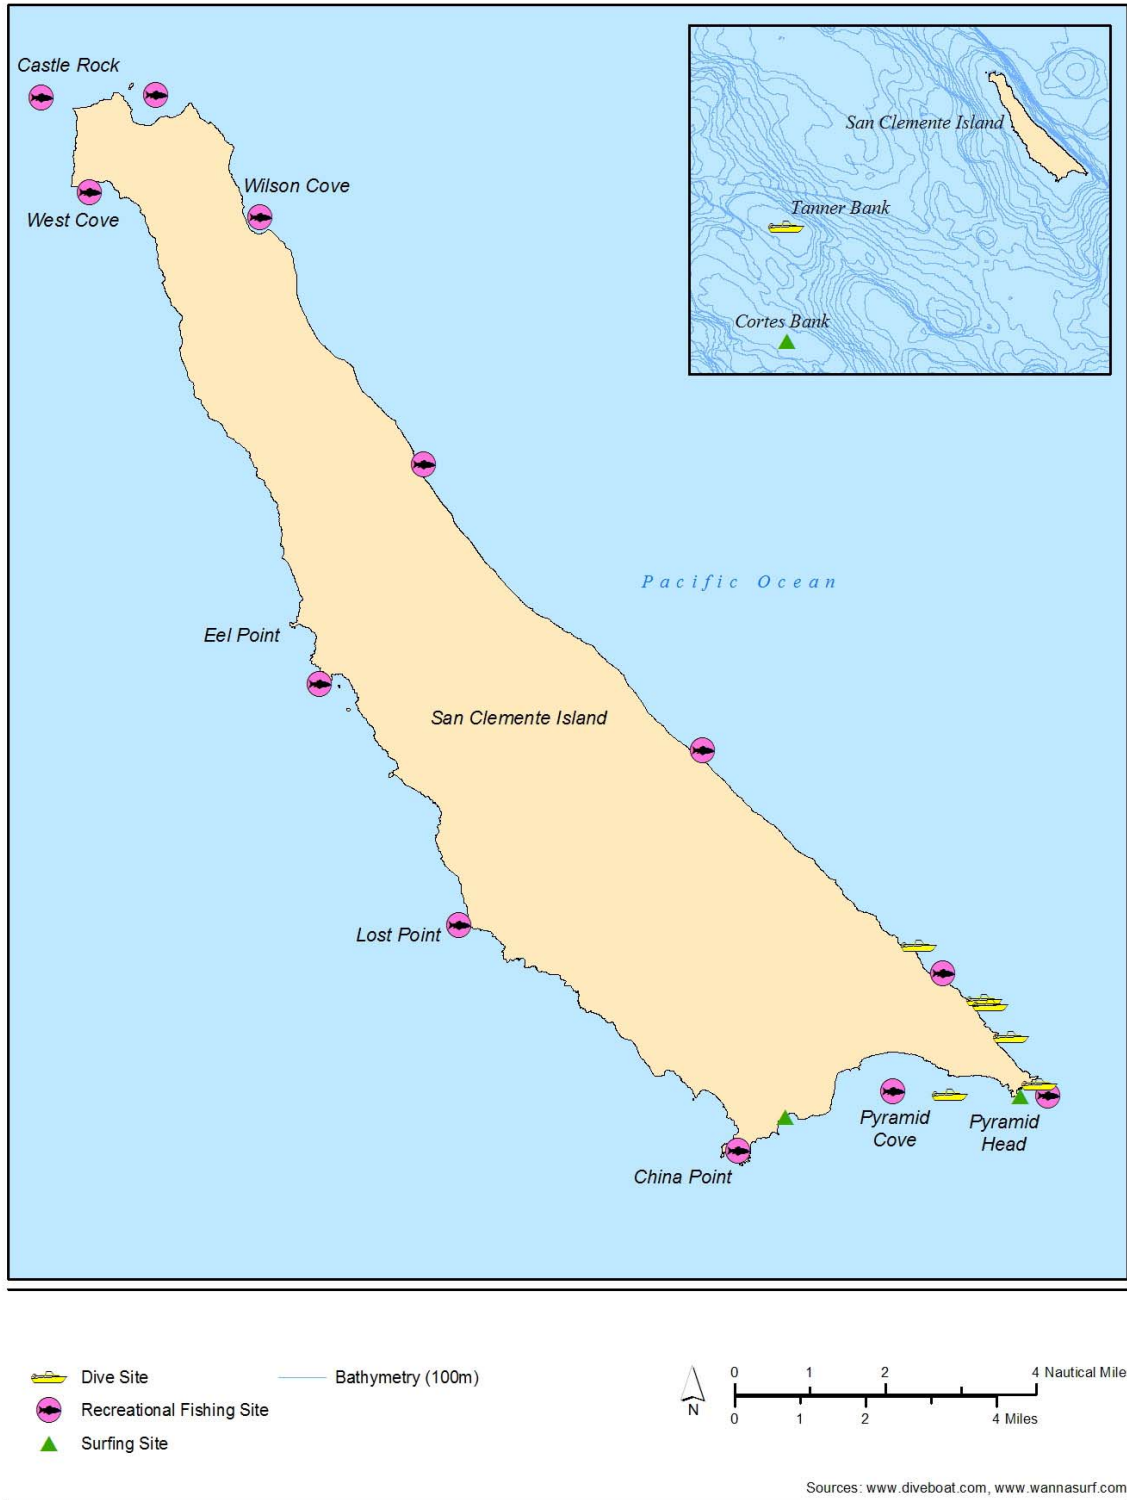 Castle Rock
West Cove
Wilson Cove
San Clemente Island
Tanner Bank
Cortes Bank
Pacific Ocean
Eel Point
San Clemente Island
Lost Point
Pyramid
Cove
Pyramid
Head
China Point
Dive Site
Recreational Fishing Site
Surfing Site
Bathymetry (100m)
N
0 1 2 4 Nautical Mile
0 1 2 4 Miles
Sources: www.diveboat.com, www.wannasurf.com